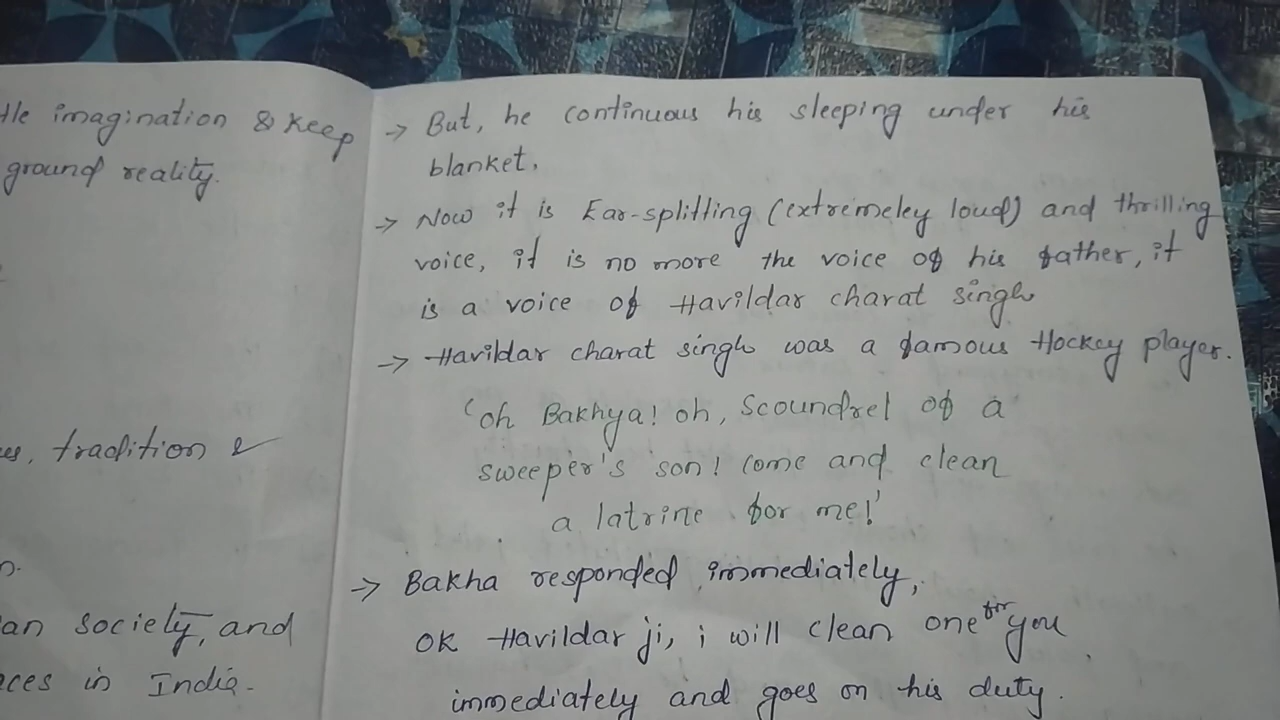 imagination & keep
ground reality.
tradition &
society, and
in India.
→ But, he continuous his sleeping under his
blanket.
→ Now it is Ear-splitting (extremeley loud) and thrilling
voice, it is no more the voice of his father, it
is a voice of Havildar charat singh
→ Havildar charat singh was a famous Hockey player.
'oh Bakhya! oh, scoundrel of a
sweeper's son! come and clean
a latrine for me!'
→ Bakha responded immediately,
OK Havildar ji, i will clean one for you
immediately and goes on his duty.